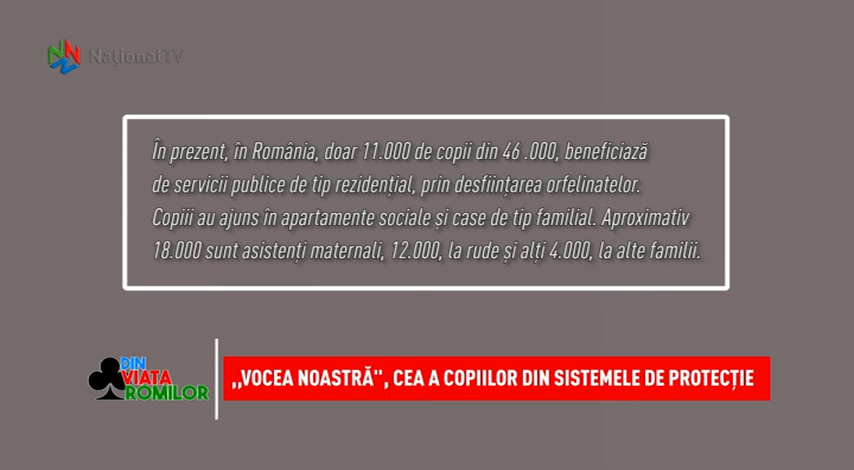 NaționalTV
În prezent, în România, doar 11.000 de copii din 46 .000, beneficiază
de servicii publice de tip rezidențial, prin desființarea orfelinatelor.
Copiii au ajuns în apartamente sociale și case de tip familial. Aproximativ
18.000 sunt asistenți maternali, 12.000, la rude și alți 4.000, la alte familii.
DIN
VIATA
ROMILOR
,,VOCEA NOASTRĂ", CEA A COPIILOR DIN SISTEMELE DE PROTECȚIE